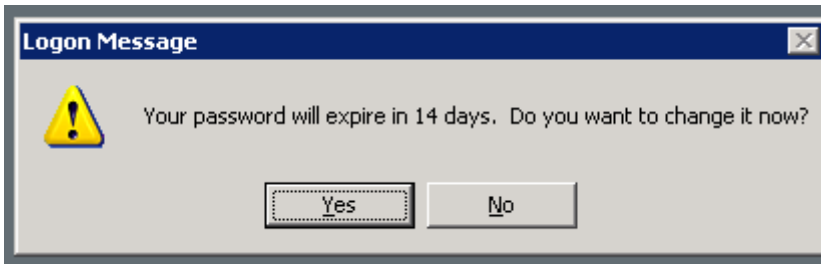 Logon Message
Your password will expire in 14 days.  Do you want to change it now?
Yes
No